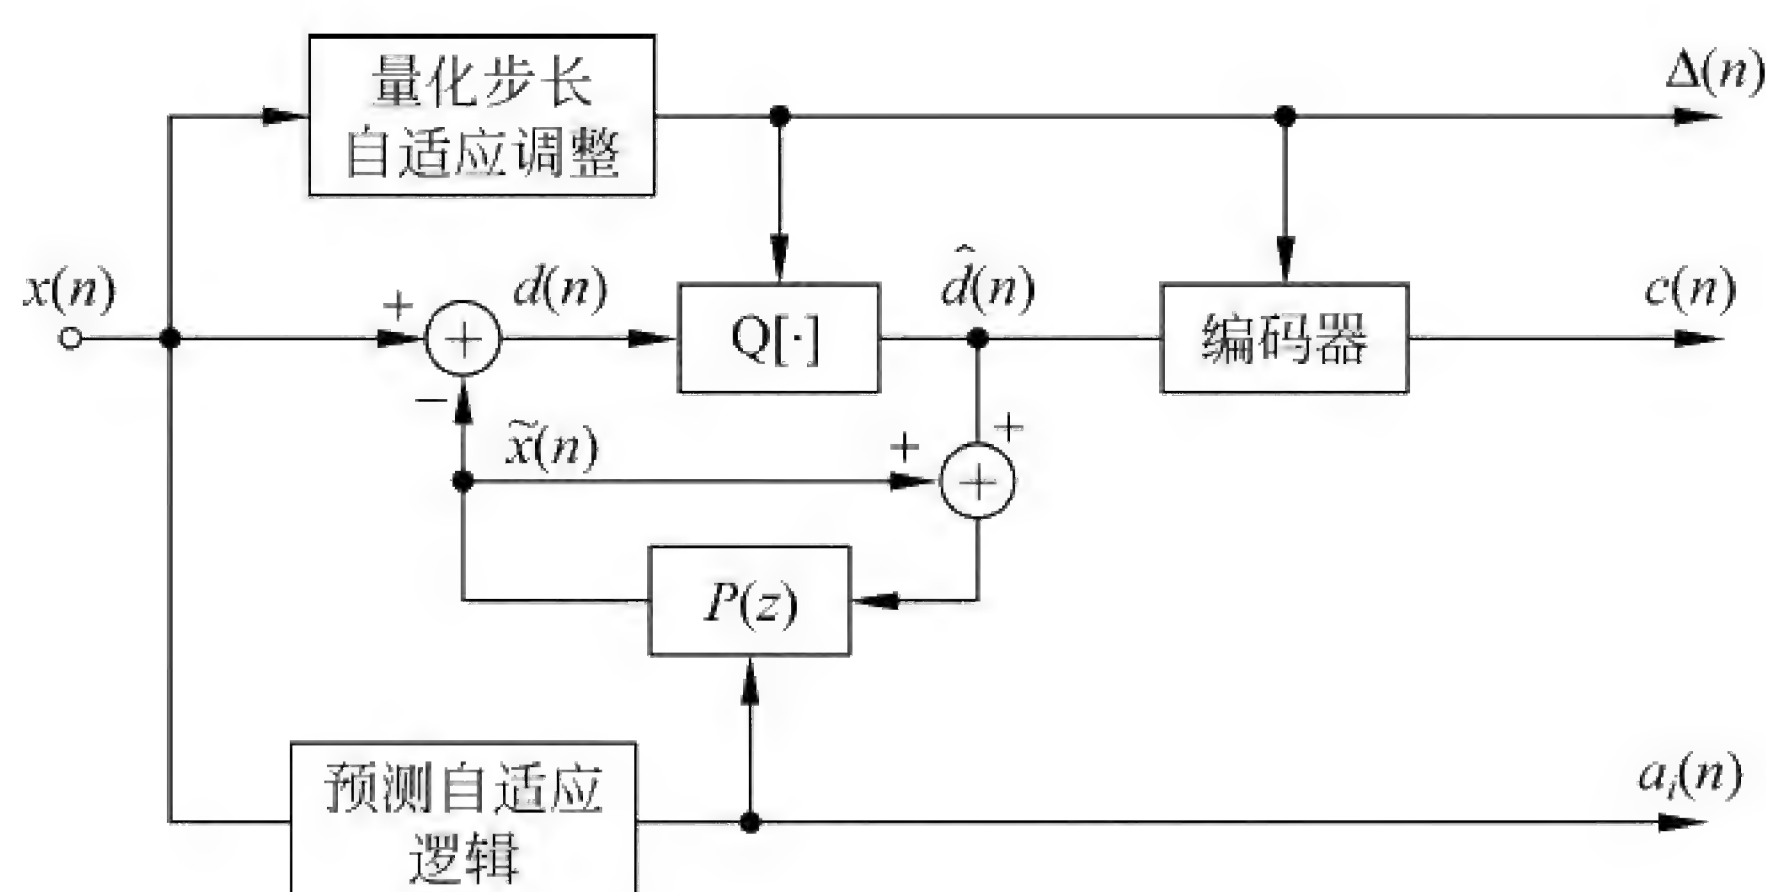 量化步长
自适应调整
Δ(n)
x(n)
+
d(n)
Q[·]
d̂(n)
编码器
c(n)
+
−
x̃(n)
+
+
+
P(z)
预测自适应
逻辑
aᵢ(n)